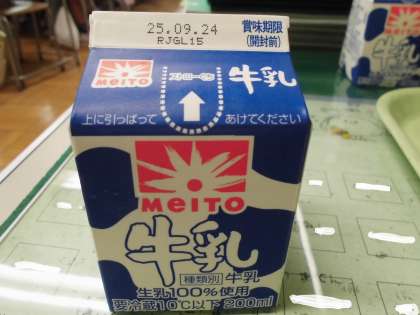 25.09.24
RJGL15
賞味期限
(開封前)
MEITO
ストロー口
牛乳
上に引っぱって
あけてください
MEITO
牛乳
種類別 牛乳
生乳100%使用
要冷蔵10℃以下 200ml